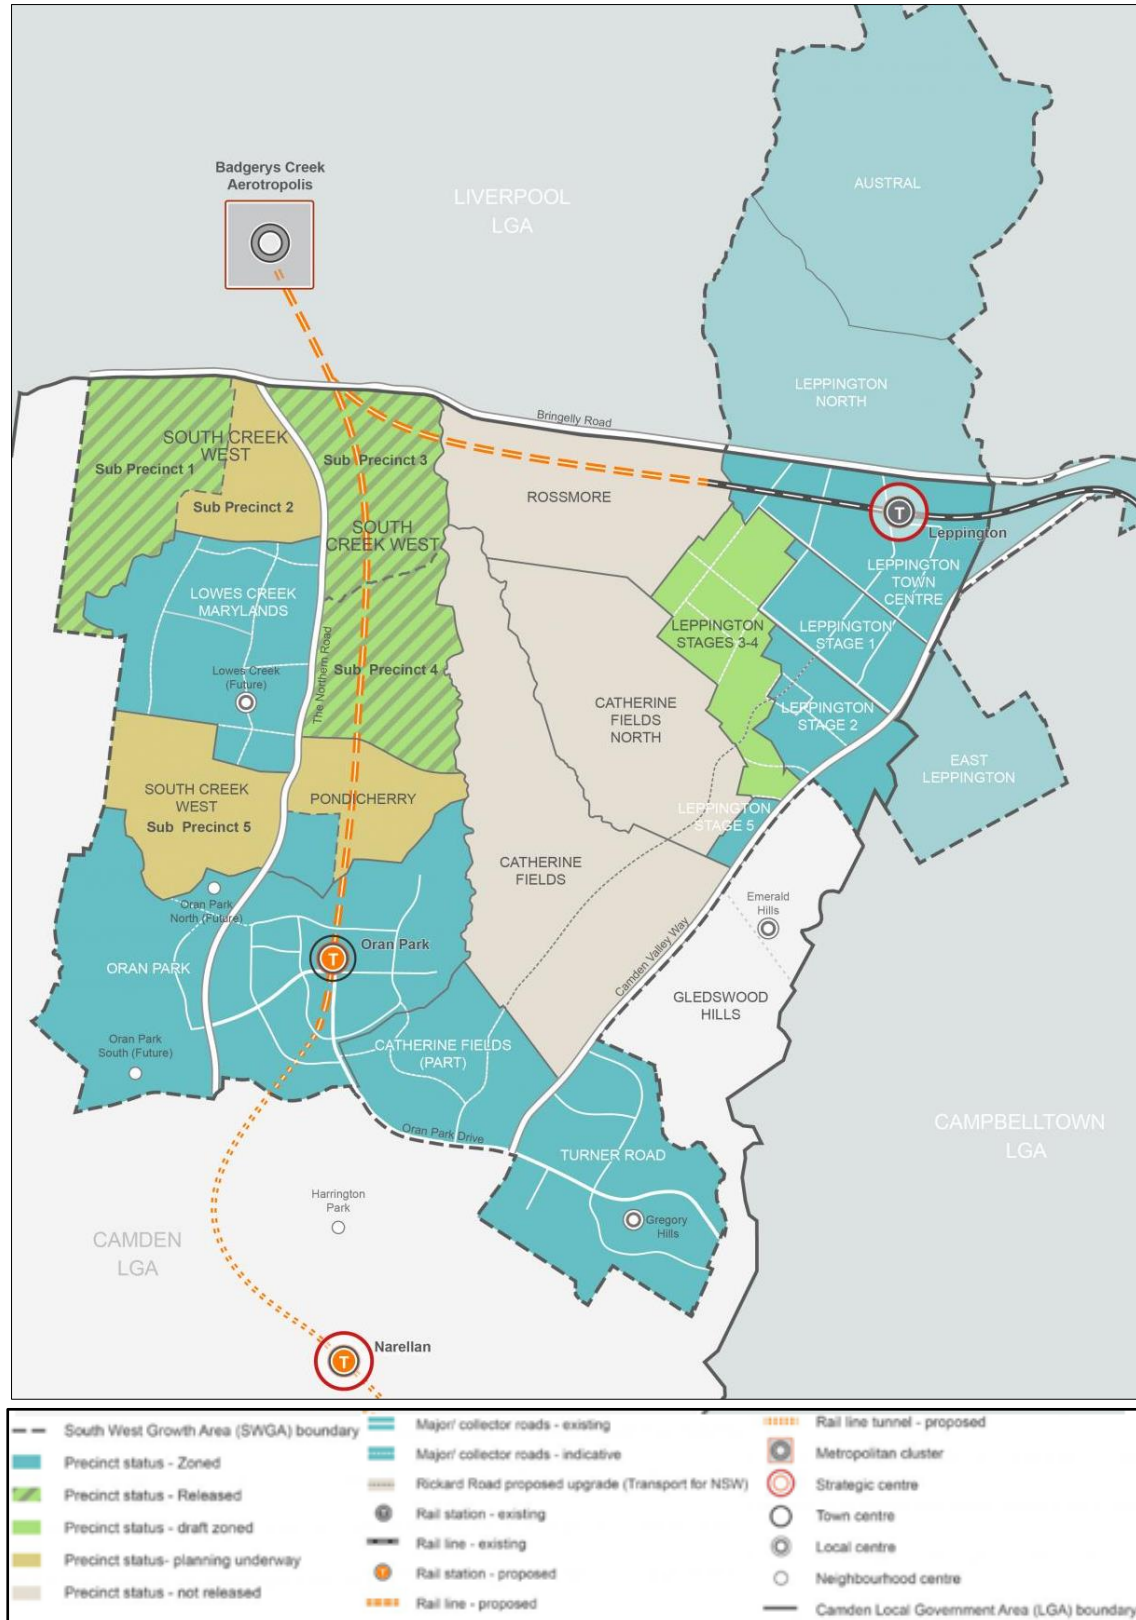 AUSTRAL
Badgerys Creek
Aerotropolis
LIVERPOOL
LGA
LEPPINGTON
NORTH
Bringelly Road
SOUTH CREEK
WEST
Sub Precinct 1
Sub Precinct 3
Sub Precinct 2
ROSSMORE
SOUTH
CREEK WEST
T
Leppington
LEPPINGTON
TOWN
CENTRE
LOWES CREEK
MARYLANDS
LEPPINGTON
STAGES 3-4
LEPPINGTON
STAGE 1
Lowes Creek
(Future)
The Northern Road
Sub Precinct 4
CATHERINE
FIELDS
NORTH
LEPPINGTON
STAGE 2
EAST
LEPPINGTON
SOUTH CREEK
WEST
Sub Precinct 5
PONDICHERRY
LEPPINGTON
STAGE 5
CATHERINE
FIELDS
Oran Park
North (Future)
Emerald
Hills
Oran Park
T
Camden Valley Way
ORAN PARK
GLEDSWOOD
HILLS
Oran Park
South (Future)
CATHERINE FIELDS
(PART)
Oran Park Drive
CAMPBELLTOWN
LGA
TURNER ROAD
Harrington
Park
Gregory
Hills
CAMDEN
LGA
Narellan
T
South West Growth Area (SWGA) boundary
Precinct status - Zoned
Precinct status - Released
Precinct status - draft zoned
Precinct status- planning underway
Precinct status - not released
Major/ collector roads - existing
Major/ collector roads - indicative
Rickard Road proposed upgrade (Transport for NSW)
T
Rail station - existing
Rail line - existing
T
Rail station - proposed
Rail line - proposed
Rail line tunnel - proposed
Metropolitan cluster
Strategic centre
Town centre
Local centre
Neighbourhood centre
Camden Local Government Area (LGA) boundary